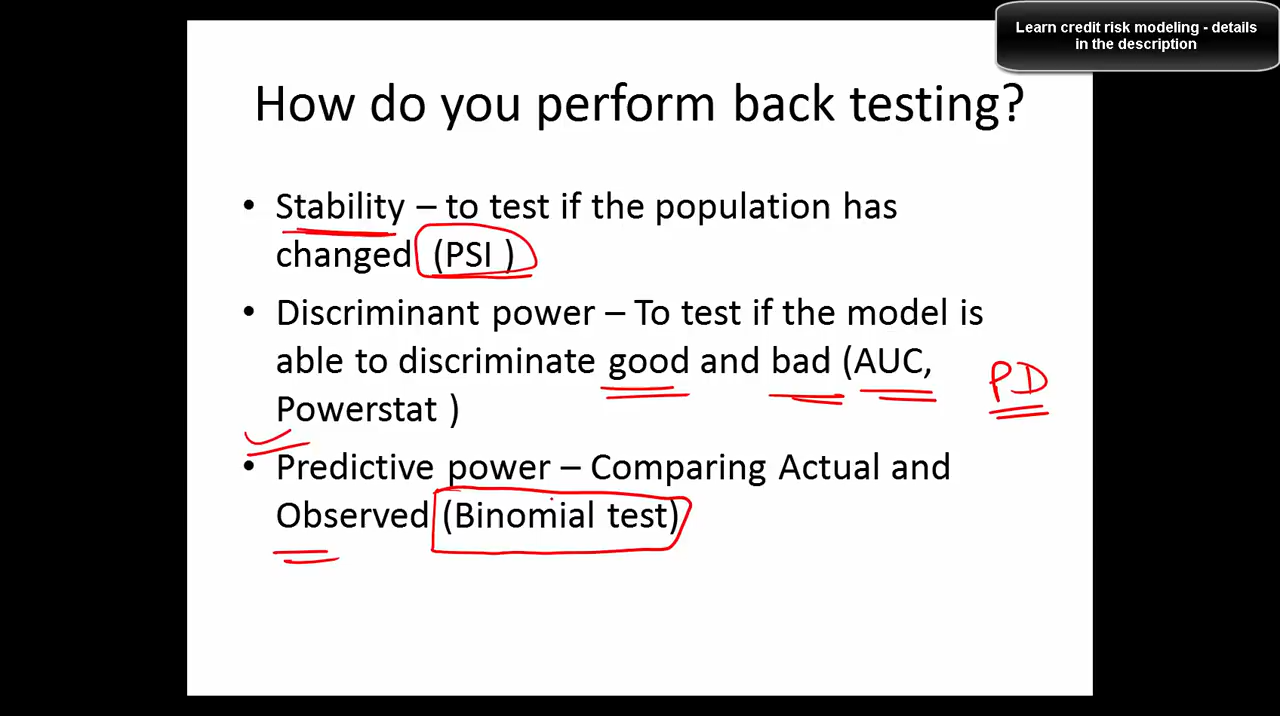 Learn credit risk modeling - details
in the description
How do you perform back testing?
• Stability – to test if the population has
changed (PSI )
• Discriminant power – To test if the model is
able to discriminate good and bad (AUC,
Powerstat )
PD
• Predictive power – Comparing Actual and
Observed (Binomial test)